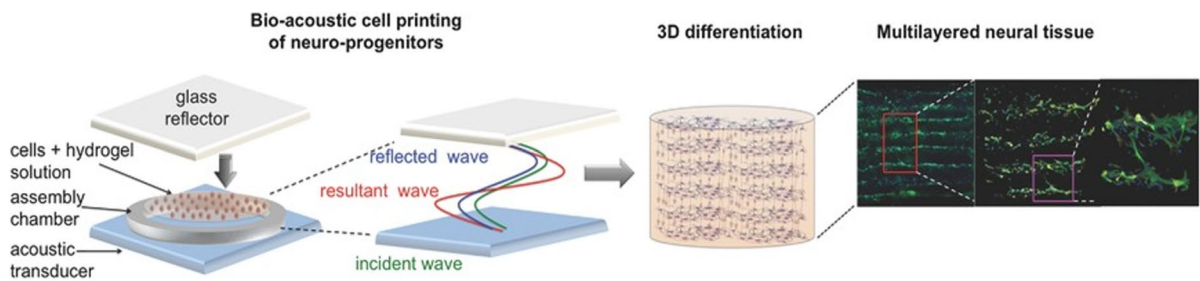 Bio-acoustic cell printing
of neuro-progenitors
3D differentiation
Multilayered neural tissue
glass
reflector
cells + hydrogel
solution
assembly
chamber
acoustic
transducer
reflected wave
resultant wave
incident wave